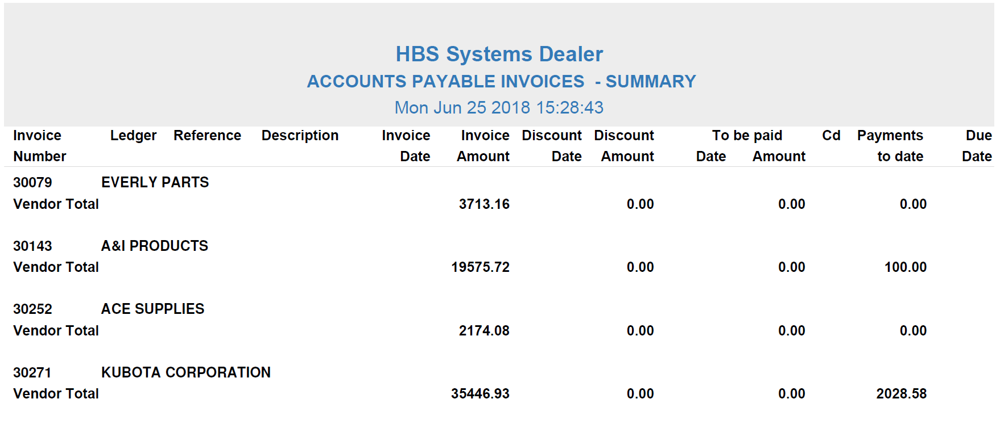 HBS Systems Dealer
ACCOUNTS PAYABLE INVOICES - SUMMARY
Mon Jun 25 2018 15:28:43
Invoice Ledger Reference Description Invoice Invoice Discount Discount To be paid Cd Payments Due
Number Date Amount Date Amount Date Amount to date Date
30079 EVERLY PARTS
Vendor Total 3713.16 0.00 0.00 0.00
30143 A&I PRODUCTS
Vendor Total 19575.72 0.00 0.00 100.00
30252 ACE SUPPLIES
Vendor Total 2174.08 0.00 0.00 0.00
30271 KUBOTA CORPORATION
Vendor Total 35446.93 0.00 0.00 2028.58